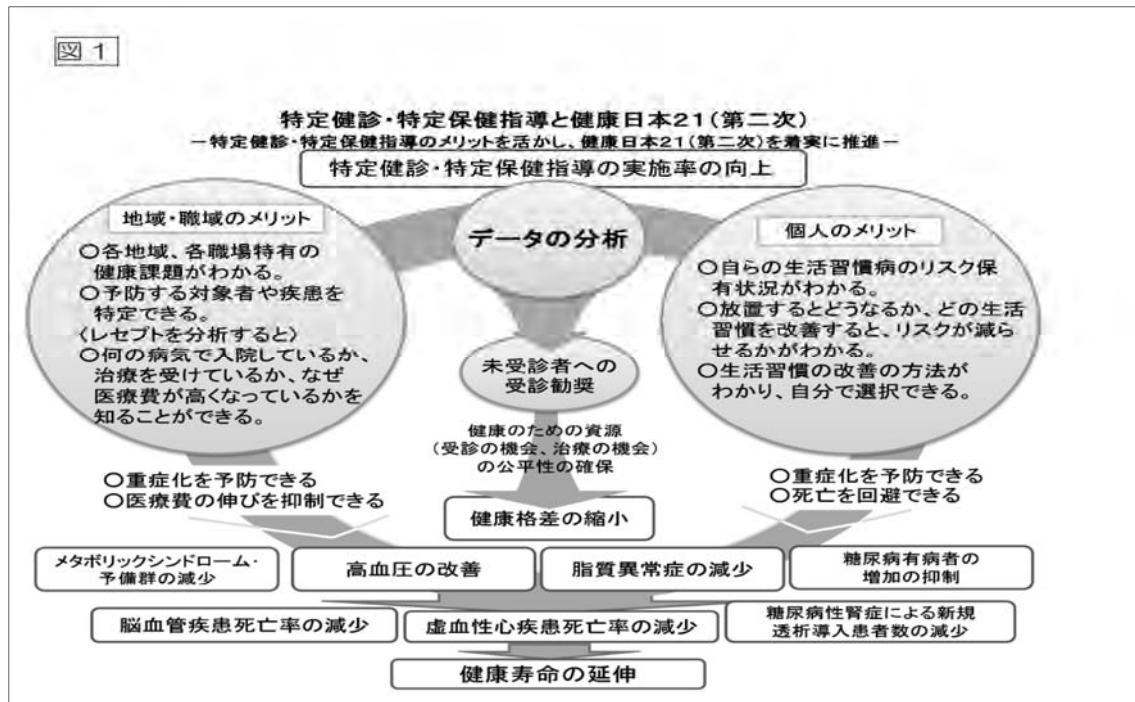 図1
特定健診・特定保健指導と健康日本21(第二次)
－特定健診・特定保健指導のメリットを活かし、健康日本21(第二次)を着実に推進－
特定健診・特定保健指導の実施率の向上
地域・職域のメリット
○各地域、各職場特有の
健康課題がわかる。
○予防する対象者や疾患を
特定できる。
〈レセプトを分析すると〉
○何の病気で入院しているか、
治療を受けているか、なぜ
医療費が高くなっているかを
知ることができる。
データの分析
個人のメリット
○自らの生活習慣病のリスク保
有状況がわかる。
○放置するとどうなるか、どの生活
習慣を改善すると、リスクが減ら
せるかがわかる。
○生活習慣の改善の方法が
わかり、自分で選択できる。
未受診者への
受診勧奨
健康のための資源
(受診の機会、治療の機会)
の公平性の確保
○重症化を予防できる
○医療費の伸びを抑制できる
○重症化を予防できる
○死亡を回避できる
健康格差の縮小
メタボリックシンドローム・
予備群の減少
高血圧の改善
脂質異常症の減少
糖尿病有病者の
増加の抑制
脳血管疾患死亡率の減少
虚血性心疾患死亡率の減少
糖尿病性腎症による新規
透析導入患者数の減少
健康寿命の延伸